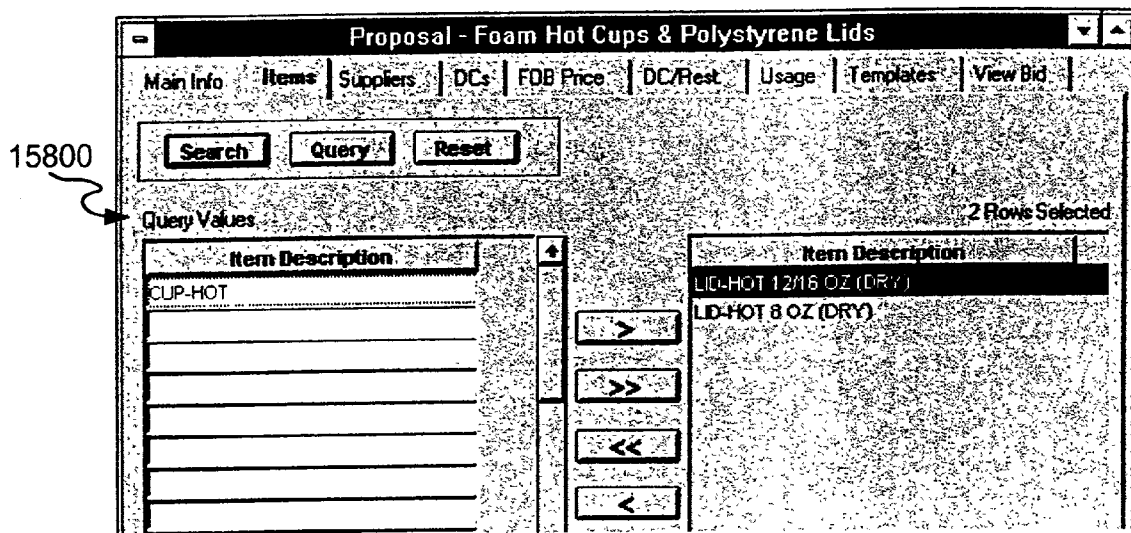 Proposal - Foam Hot Cups & Polystyrene Lids
Main Info Items Suppliers DCs FOB Price DC/Rest. Usage Templates View Bid
Search Query Reset
15800
Query Values 2 Rows Selected
Item Description Item Description
CUP-HOT LID-HOT 12/16 OZ (DRY)
LID-HOT 8 OZ (DRY)
>
>>
<<
<